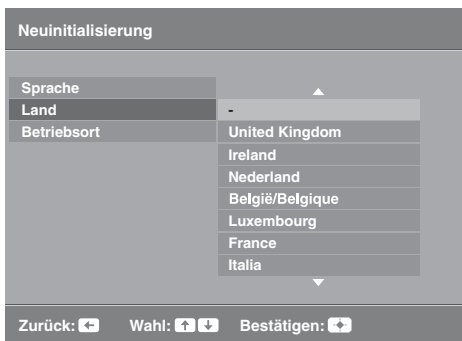 Neuinitialisierung
Sprache
Land
Betriebsort
-
United Kingdom
Ireland
Nederland
België/Belgique
Luxembourg
France
Italia
Zurück: Wahl: Bestätigen: